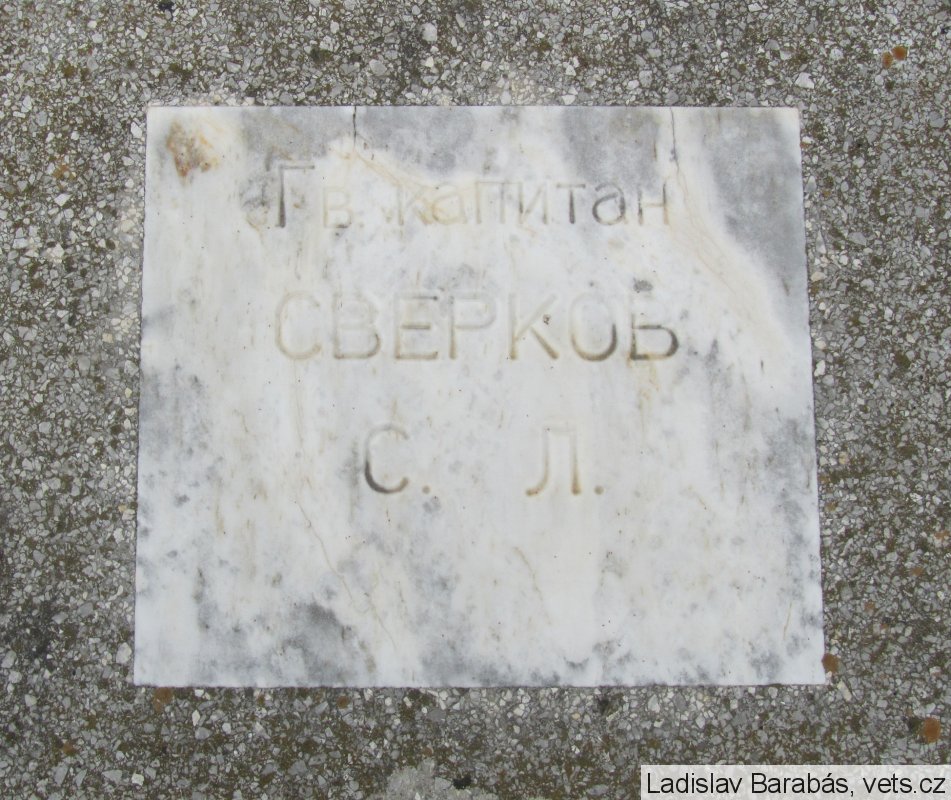 Гв. капитан
СВЕРКОВ
С. Л.
Ladislav Barabás, vets.cz